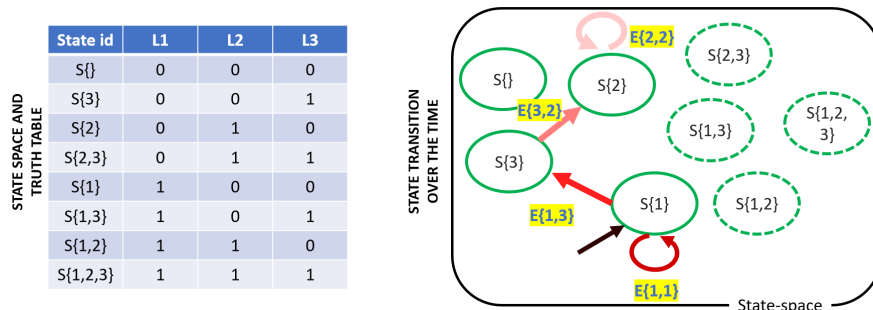 STATE SPACE AND
TRUTH TABLE
State id L1 L2 L3
S{} 0 0 0
S{3} 0 0 1
S{2} 0 1 0
S{2,3} 0 1 1
S{1} 1 0 0
S{1,3} 1 0 1
S{1,2} 1 1 0
S{1,2,3} 1 1 1
STATE TRANSITION
OVER THE TIME
E{2,2}
S{2,3}
S{}
S{2}
E{3,2}
S{1,3}
S{1,2,
3}
S{3}
S{1}
S{1,2}
E{1,3}
E{1,1}
State-space